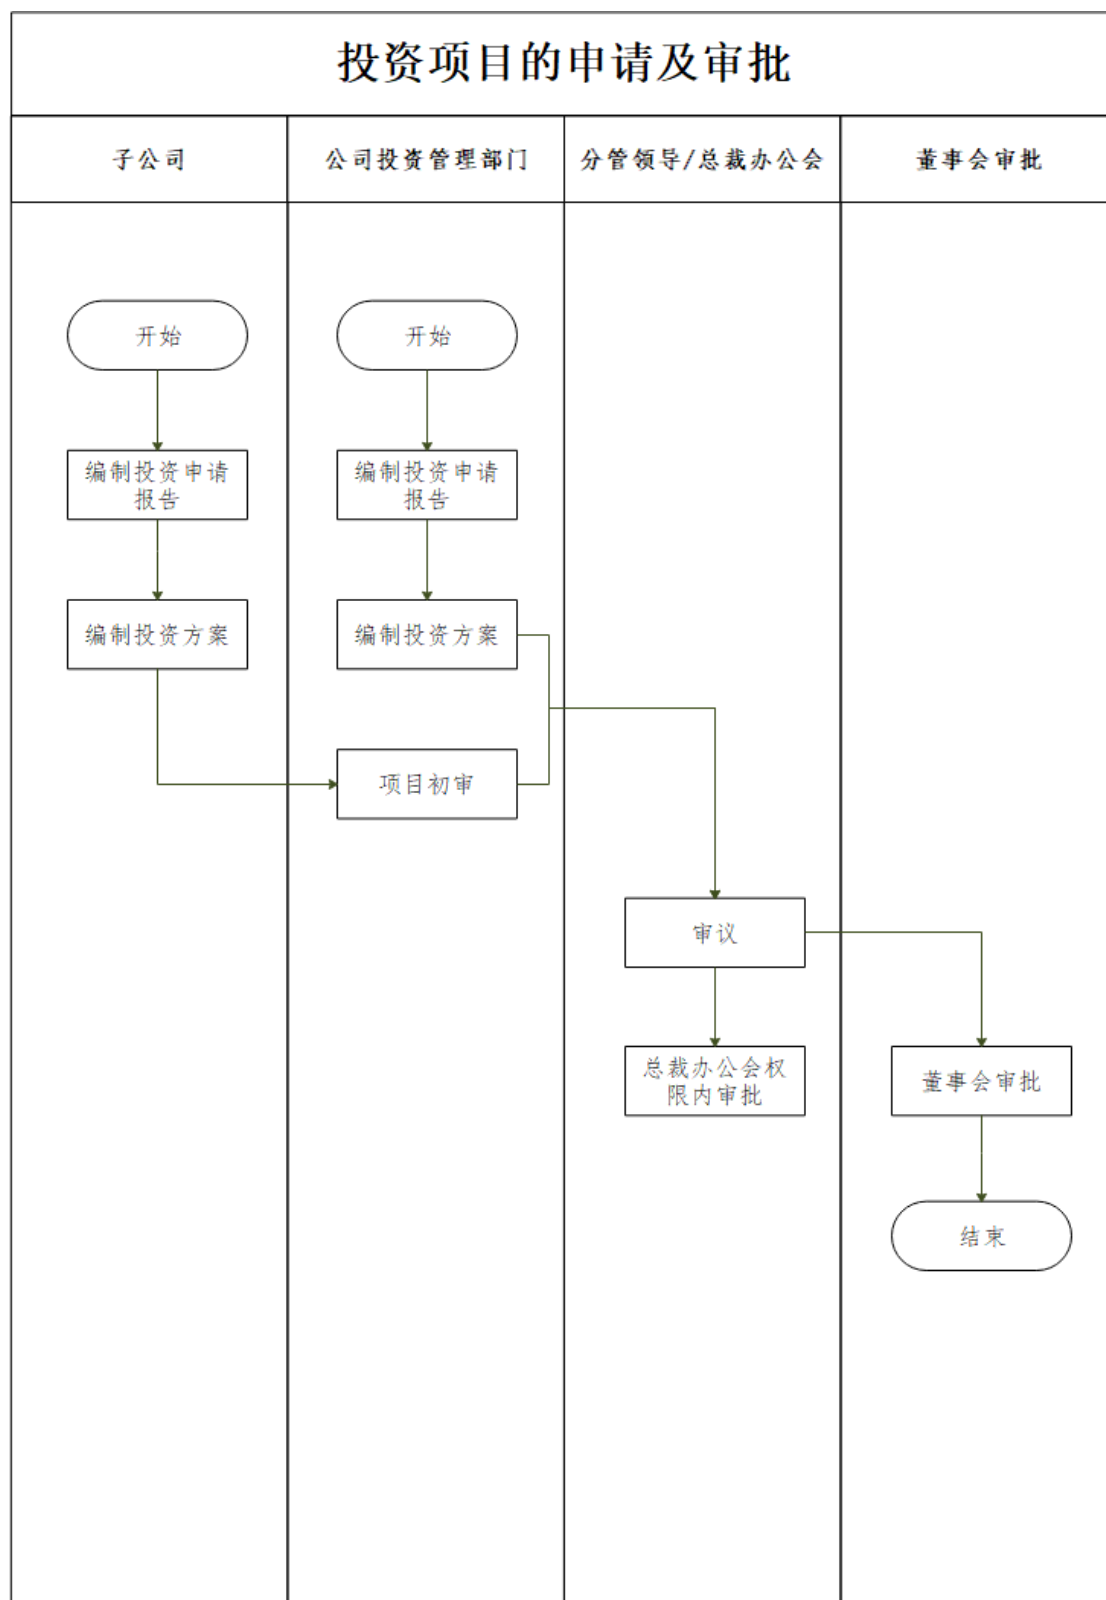 投资项目的申请及审批
子公司
公司投资管理部门
分管领导/总裁办公会
董事会审批
开始
开始
编制投资申请
报告
编制投资申请
报告
编制投资方案
编制投资方案
项目初审
审议
总裁办公会权
限内审批
董事会审批
结束